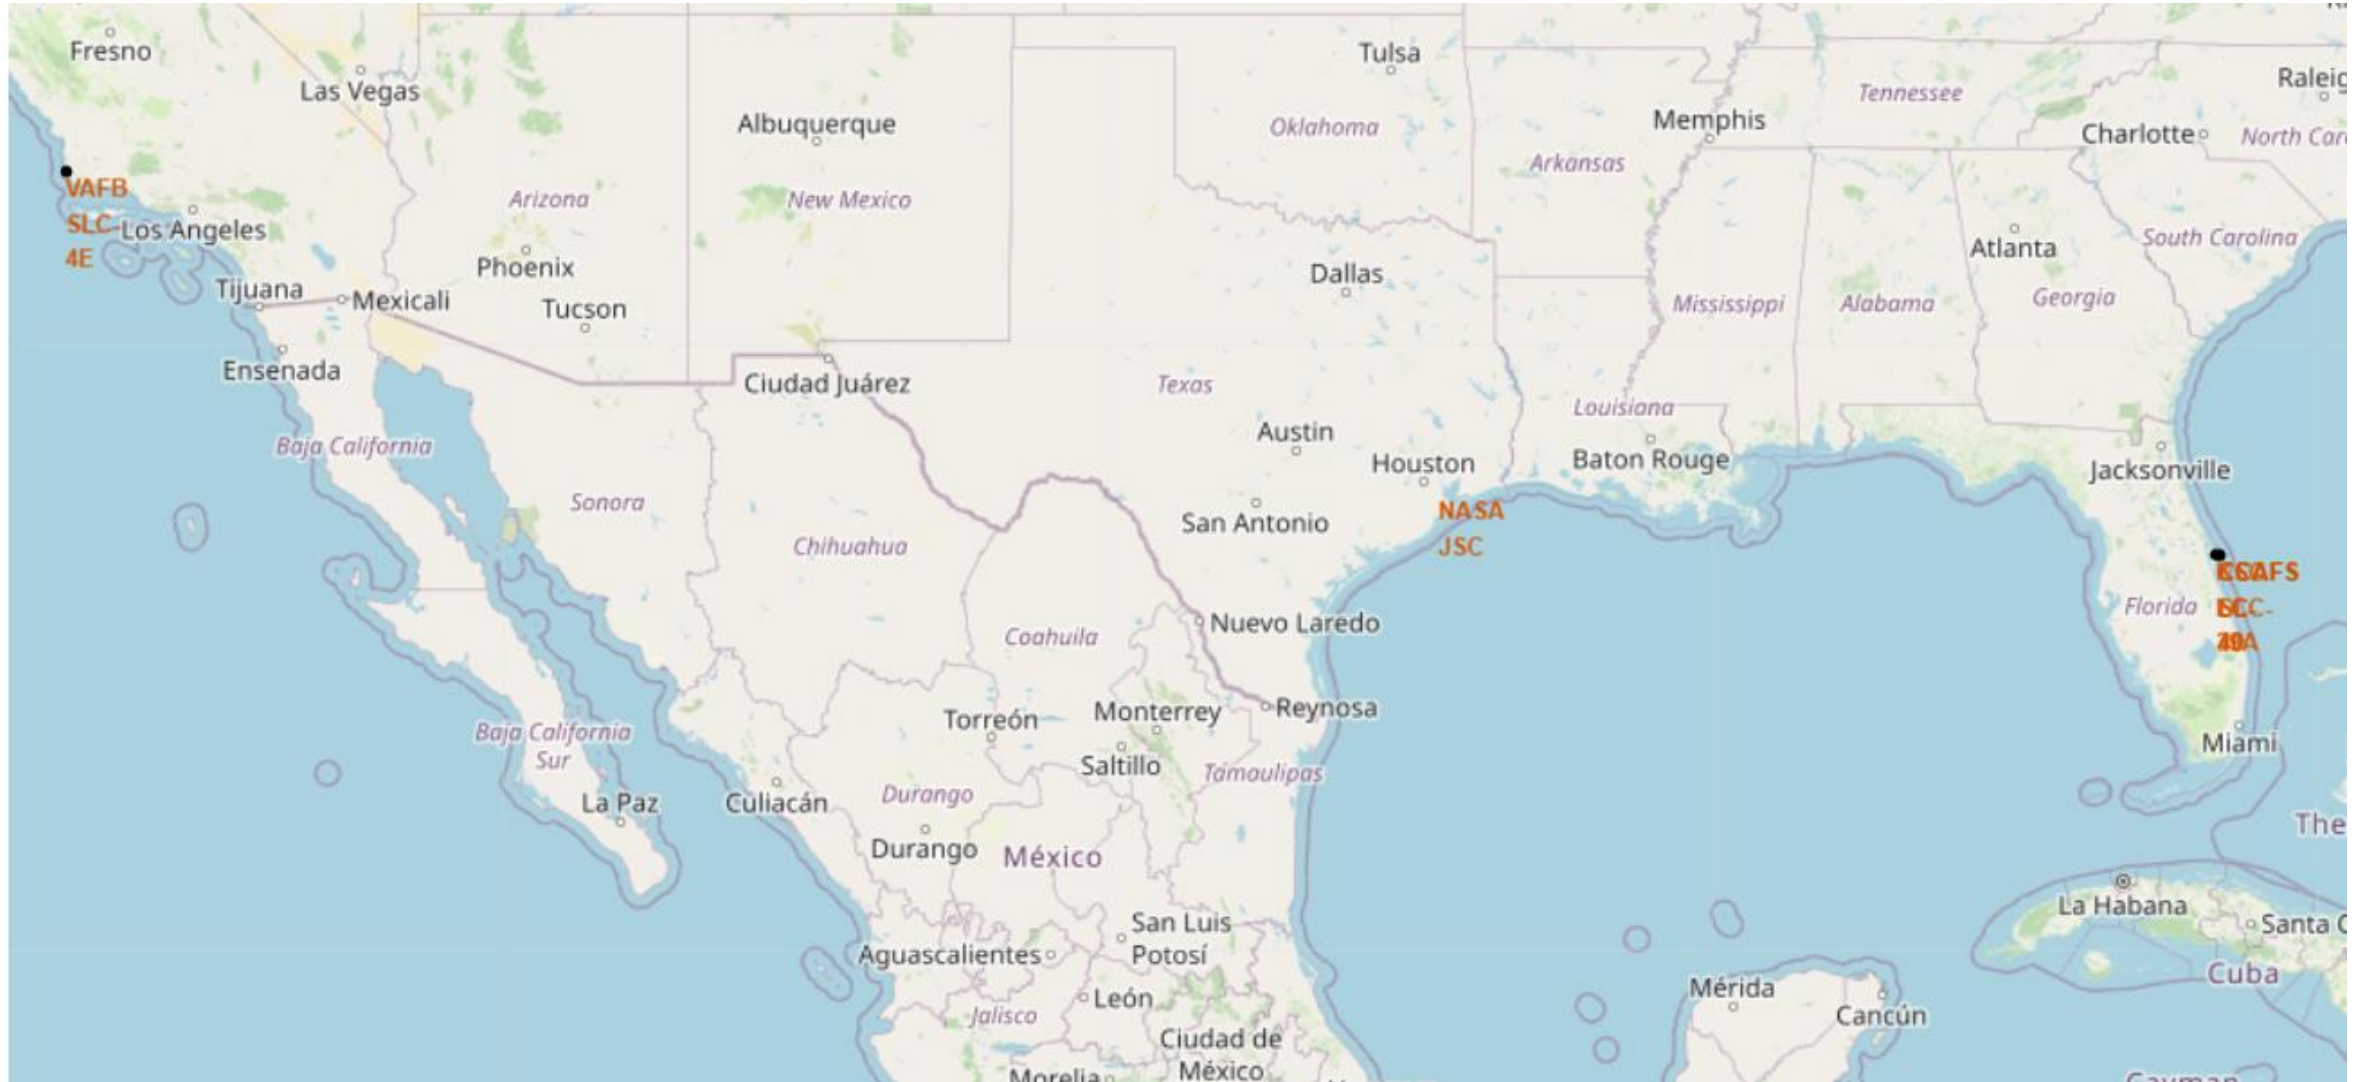 Fresno
Tulsa
Las Vegas
Tennessee
Albuquerque
Memphis
Oklahoma
Charlotte
North
Arkansas
VAFB
SLC-
4E
Arizona
New Mexico
Los Angeles
South Carolina
Atlanta
Phoenix
Dallas
Tijuana
Mexicali
Tucson
Mississippi
Alabama
Georgia
Ensenada
Ciudad Juárez
Texas
Louisiana
Baja California
Austin
Houston
Baton Rouge
Jacksonville
Sonora
NASA
JSC
San Antonio
Chihuahua
Florida
Coahuila
Nuevo Laredo
Torreón
Monterrey
Reynosa
Baja California
Sur
Saltillo
Tamaulipas
Miami
La Paz
Culiacán
Durango
The
Durango
México
La Habana
San Luis
Potosí
Santa
Aguascalientes
Cuba
León
Mérida
Cancún
Jalisco
Ciudad de
México
Morelia
Cayman